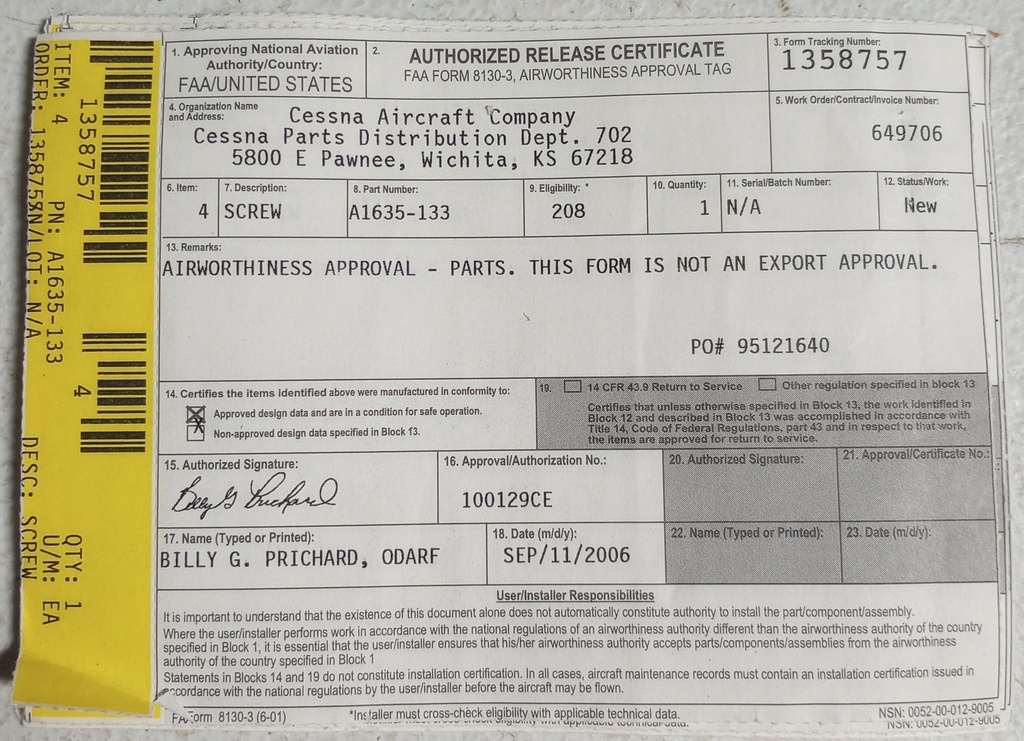 1. Approving National Aviation
Authority/Country:
FAA/UNITED STATES
2.
AUTHORIZED RELEASE CERTIFICATE
FAA FORM 8130-3, AIRWORTHINESS APPROVAL TAG
3. Form Tracking Number:
1358757
4. Organization Name
and Address:
Cessna Aircraft Company
Cessna Parts Distribution Dept. 702
5800 E Pawnee, Wichita, KS 67218
5. Work Order/Contract/Invoice Number:
649706
6. Item:
4
7. Description:
SCREW
8. Part Number:
A1635-133
9. Eligibility: *
208
10. Quantity:
1
11. Serial/Batch Number:
N/A
12. Status/Work:
New
13. Remarks:
AIRWORTHINESS APPROVAL - PARTS. THIS FORM IS NOT AN EXPORT APPROVAL.
PO# 95121640
14. Certifies the items identified above were manufactured in conformity to:
Approved design data and are in a condition for safe operation.
Non-approved design data specified in Block 13.
19. 14 CFR 43.9 Return to Service Other regulation specified in block 13
Certifies that unless otherwise specified in Block 13, the work identified in
Block 12 and described in Block 13 was accomplished in accordance with
Title 14, Code of Federal Regulations, part 43 and in respect to that work,
the items are approved for return to service.
15. Authorized Signature:
Billy G Prichard
16. Approval/Authorization No.:
100129CE
20. Authorized Signature:
21. Approval/Certificate No.:
17. Name (Typed or Printed):
BILLY G. PRICHARD, ODARF
18. Date (m/d/y):
SEP/11/2006
22. Name (Typed or Printed):
23. Date (m/d/y):
User/Installer Responsibilities
It is important to understand that the existence of this document alone does not automatically constitute authority to install the part/component/assembly.
Where the user/installer performs work in accordance with the national regulations of an airworthiness authority different than the airworthiness authority of the country
specified in Block 1, it is essential that the user/installer ensures that his/her airworthiness authority accepts parts/components/assemblies from the airworthiness
authority of the country specified in Block 1
Statements in Blocks 14 and 19 do not constitute installation certification. In all cases, aircraft maintenance records must contain an installation certification issued in
accordance with the national regulations by the user/installer before the aircraft may be flown.
FAA Form 8130-3 (6-01)
*Installer must cross-check eligibility with applicable technical data.
NSN: 0052-00-012-9005
NSN: 0052-00-012-9005
1358757
4
ITEM: 4 PN: A1635-133 QTY: 1
ORDER: 1358757 SN/LOT: N/A U/M: EA
DESC: SCREW